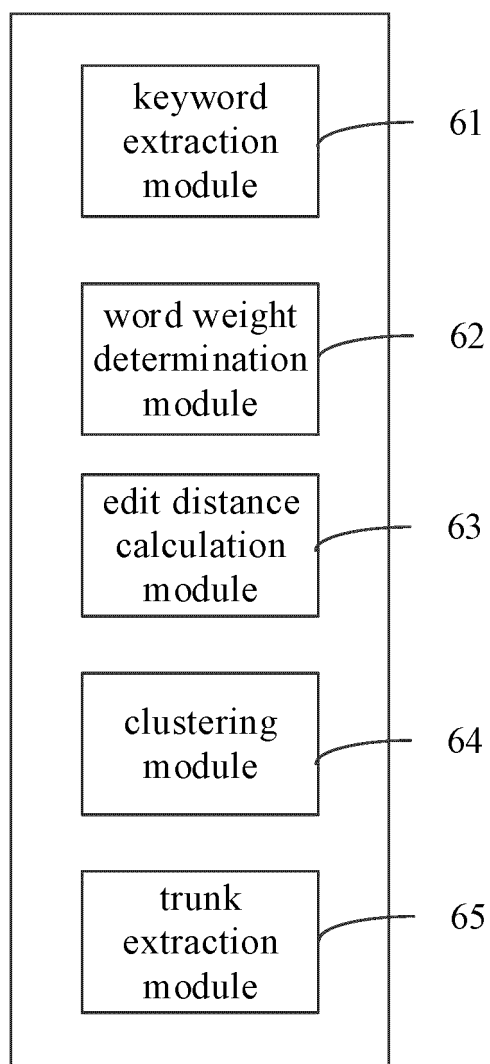 keyword
extraction
module
61
word weight
determination
module
62
edit distance
calculation
module
63
clustering
module
64
trunk
extraction
module
65